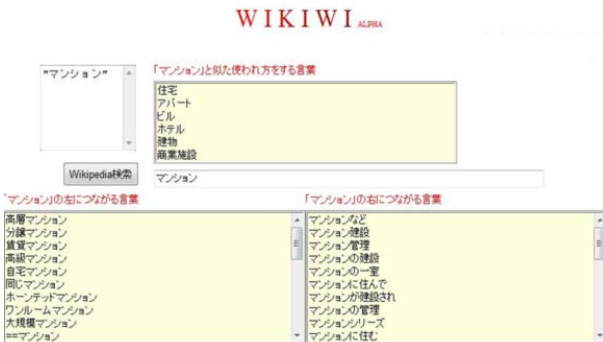 WIKIWI ALPHA
"マンション"
「マンション」と似た使われ方をする言葉
住宅
アパート
ビル
ホテル
建物
商業施設
Wikipedia検索
マンション
「マンション」の左につながる言葉
高層マンション
分譲マンション
賃貸マンション
高級マンション
自宅マンション
同じマンション
ホーンテッドマンション
ワンルームマンション
大規模マンション
==マンション
「マンション」の右につながる言葉
マンションなど
マンション建設
マンション管理
マンションの建設
マンションの一室
マンションに住んで
マンションが建設され
マンションの管理
マンションシリーズ
マンションに住む